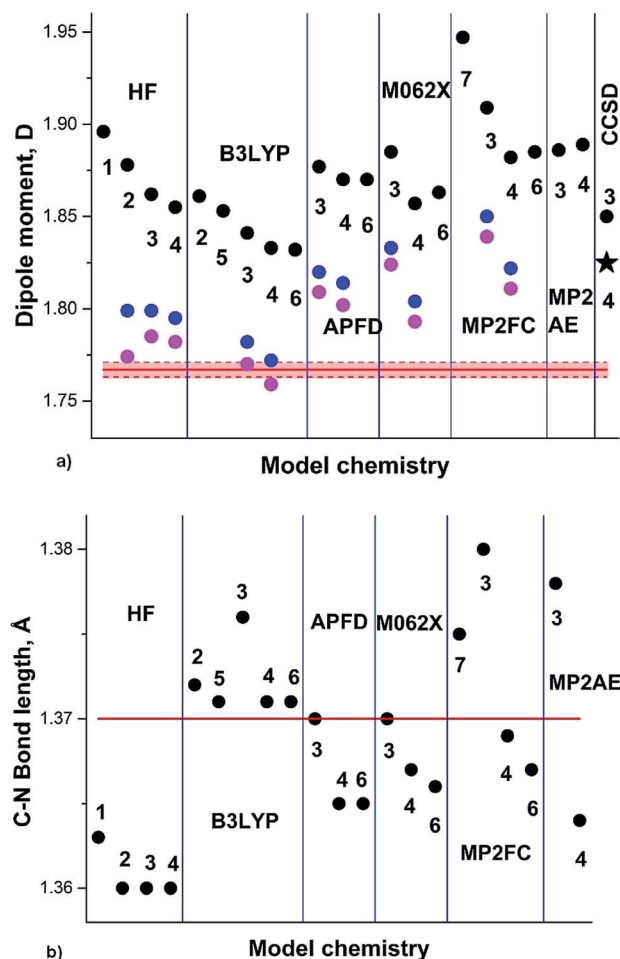 1.95
1.90
1.85
1.80
1.75
Dipole moment, D
HF
B3LYP
APFD
M062X
MP2FC
MP2
AE
CCSD
1
2
3
4
2
5
3
4
6
3
4
6
3
4
6
7
3
4
6
3
4
3
4
Model chemistry
a)
1.38
1.37
1.36
C-N Bond length, Å
HF
B3LYP
APFD
M062X
MP2FC
MP2AE
1
2
3
4
2
5
3
4
6
3
4
6
3
4
6
7
3
4
6
3
4
Model chemistry
b)